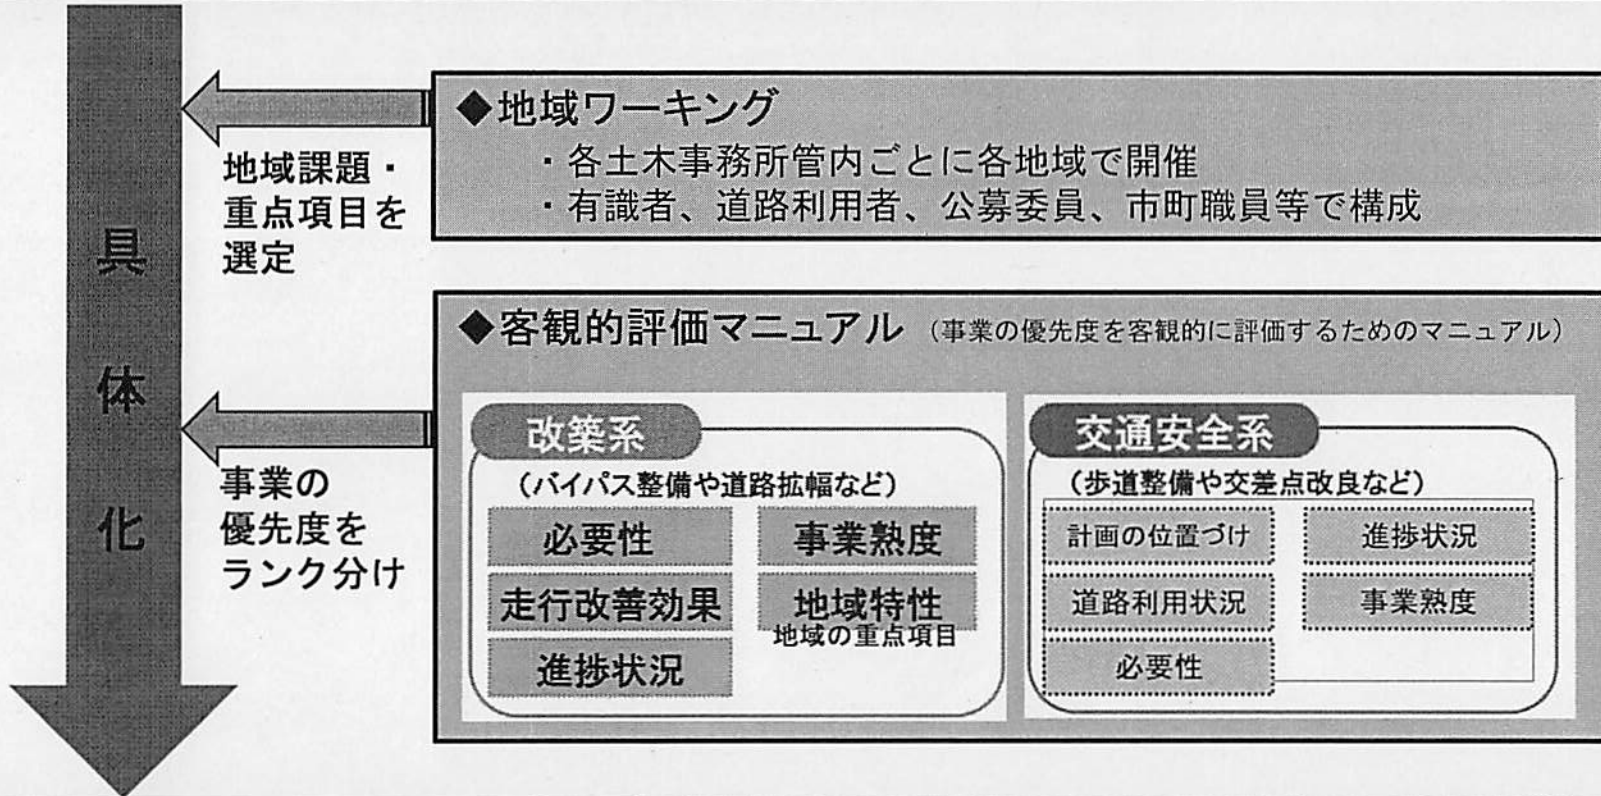 具体化
地域課題・
重点項目を
選定
◆地域ワーキング
・各土木事務所管内ごとに各地域で開催
・有識者、道路利用者、公募委員、市町職員等で構成
事業の
優先度を
ランク分け
◆客観的評価マニュアル （事業の優先度を客観的に評価するためのマニュアル）
改築系
（バイパス整備や道路拡幅など）
必要性
事業熟度
走行改善効果
地域特性
地域の重点項目
進捗状況
交通安全系
（歩道整備や交差点改良など）
計画の位置づけ
進捗状況
道路利用状況
事業熟度
必要性